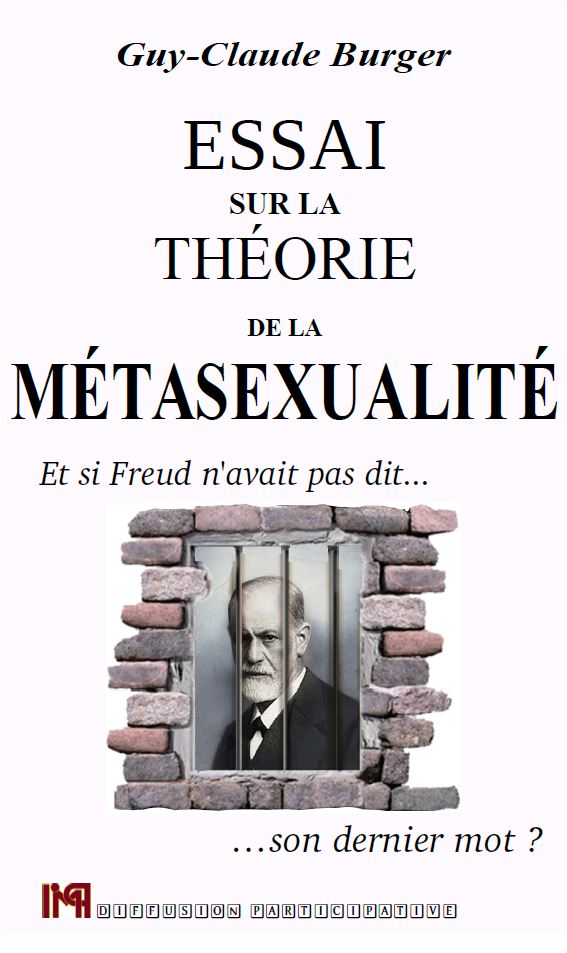 Guy-Claude Burger
ESSAI
SUR LA
THÉORIE
DE LA
MÉTASEXUALITÉ
Et si Freud n'avait pas dit...
...son dernier mot ?
DIFFUSION PARTICIPATIVE